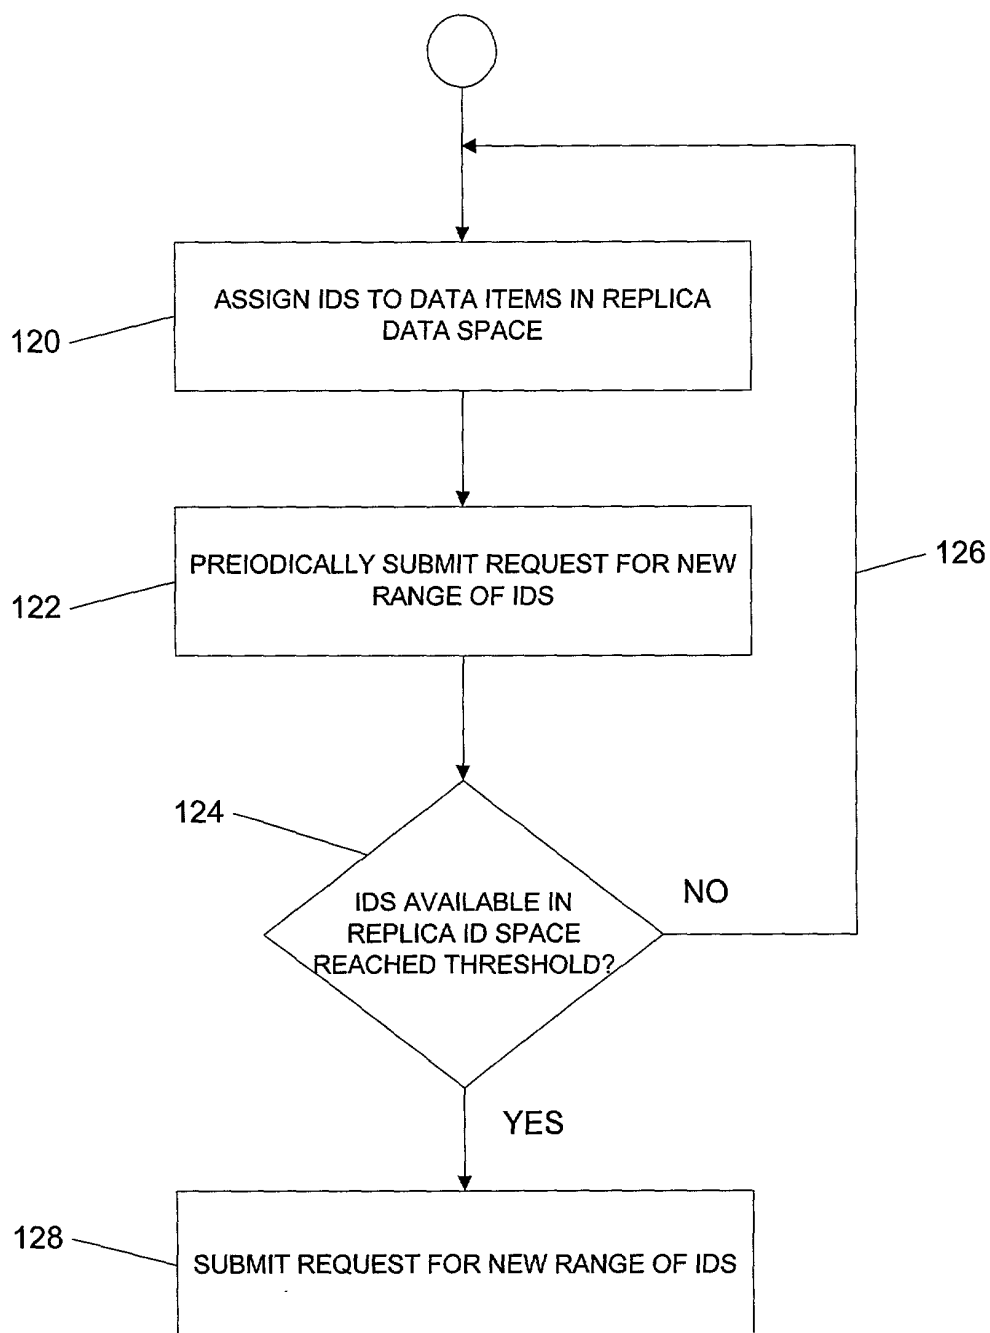 ASSIGN IDS TO DATA ITEMS IN REPLICA
DATA SPACE
120
PREIODICALLY SUBMIT REQUEST FOR NEW
RANGE OF IDS
122
126
124
IDS AVAILABLE IN
REPLICA ID SPACE
REACHED THRESHOLD?
NO
YES
128
SUBMIT REQUEST FOR NEW RANGE OF IDS